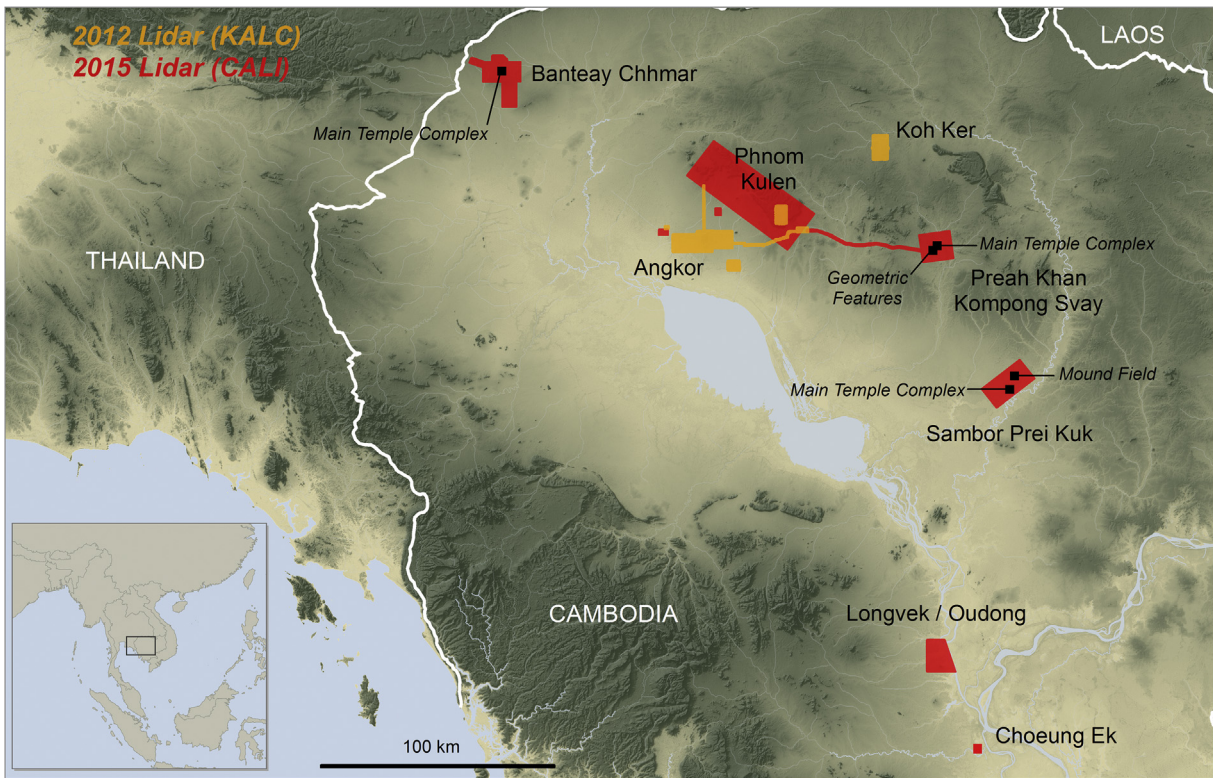 2012 Lidar (KALC)
2015 Lidar (CALI)
LAOS
Banteay Chhmar
Main Temple Complex
Koh Ker
Phnom
Kulen
THAILAND
Angkor
Main Temple Complex
Geometric
Features
Preah Khan
Kompong Svay
Mound Field
Main Temple Complex
Sambor Prei Kuk
CAMBODIA
Longvek / Oudong
Choeung Ek
100 km